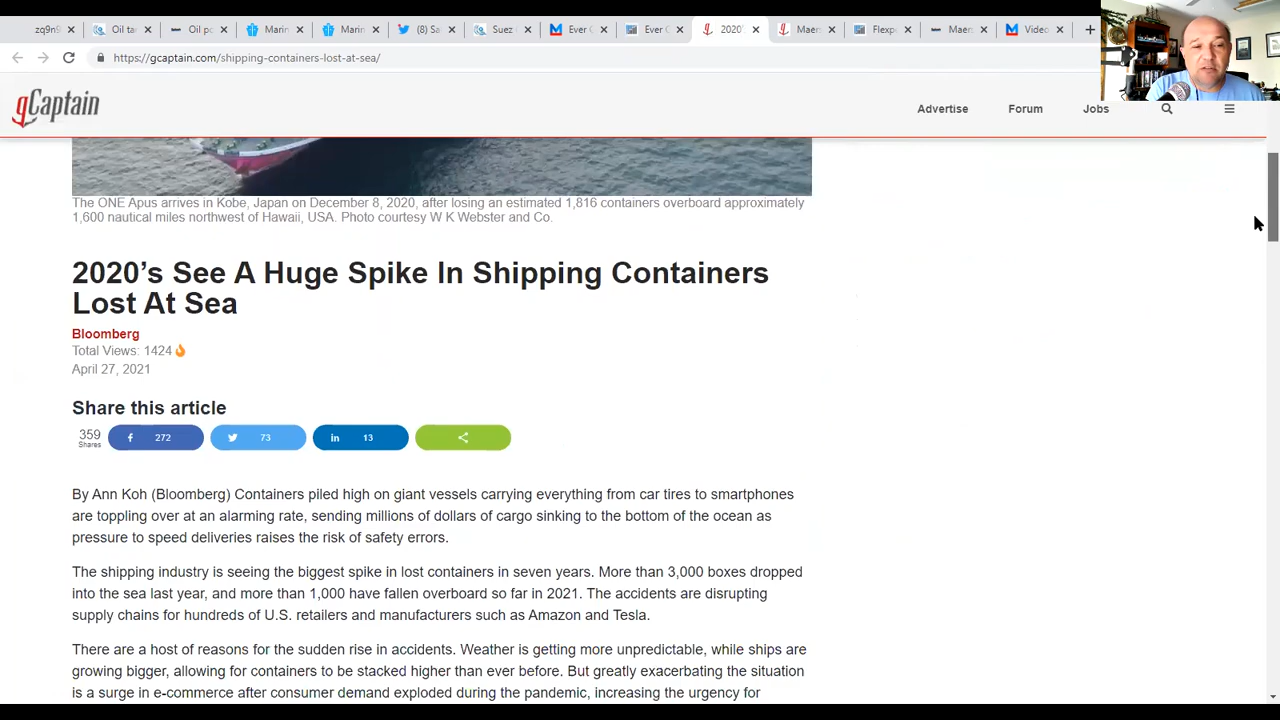 zq9n9
Oil ta
Oil po
Marin
Marin
(8) Sa
Suez
Ever
Ever
2020'
Maers
Flexp
Maers
Video
https://gcaptain.com/shipping-containers-lost-at-sea/
gCaptain
Advertise
Forum
Jobs
The ONE Apus arrives in Kobe, Japan on December 8, 2020, after losing an estimated 1,816 containers overboard approximately
1,600 nautical miles northwest of Hawaii, USA. Photo courtesy W K Webster and Co.
2020’s See A Huge Spike In Shipping Containers
Lost At Sea
Bloomberg
Total Views: 1424
April 27, 2021
Share this article
359
Shares
272
73
13
By Ann Koh (Bloomberg) Containers piled high on giant vessels carrying everything from car tires to smartphones
are toppling over at an alarming rate, sending millions of dollars of cargo sinking to the bottom of the ocean as
pressure to speed deliveries raises the risk of safety errors.
The shipping industry is seeing the biggest spike in lost containers in seven years. More than 3,000 boxes dropped
into the sea last year, and more than 1,000 have fallen overboard so far in 2021. The accidents are disrupting
supply chains for hundreds of U.S. retailers and manufacturers such as Amazon and Tesla.
There are a host of reasons for the sudden rise in accidents. Weather is getting more unpredictable, while ships are
growing bigger, allowing for containers to be stacked higher than ever before. But greatly exacerbating the situation
is a surge in e-commerce after consumer demand exploded during the pandemic, increasing the urgency for